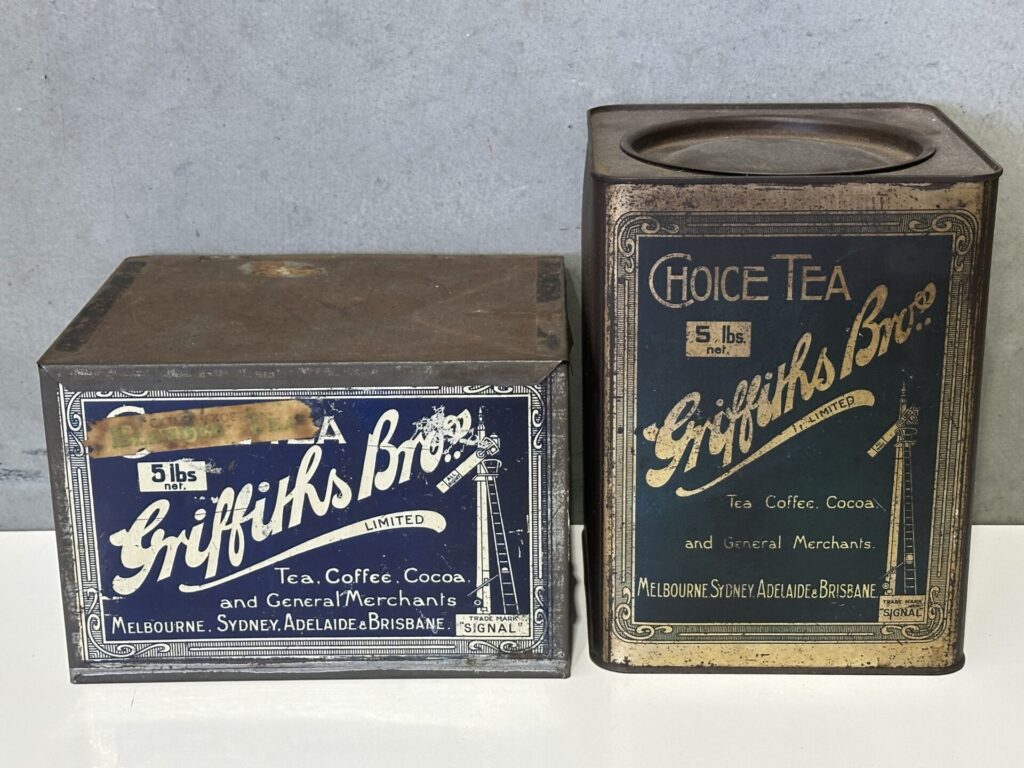 TEA
5 lbs
net.
Griffiths Bros.
LIMITED
Tea. Coffee. Cocoa.
and General Merchants
MELBOURNE. SYDNEY. ADELAIDE & BRISBANE.
TRADE MARK
"SIGNAL"
CHOICE TEA
5 lbs.
net.
Griffiths Bros.
LIMITED
Tea Coffee. Cocoa.
and General Merchants.
MELBOURNE. SYDNEY. ADELAIDE & BRISBANE.
TRADE MARK
"SIGNAL"